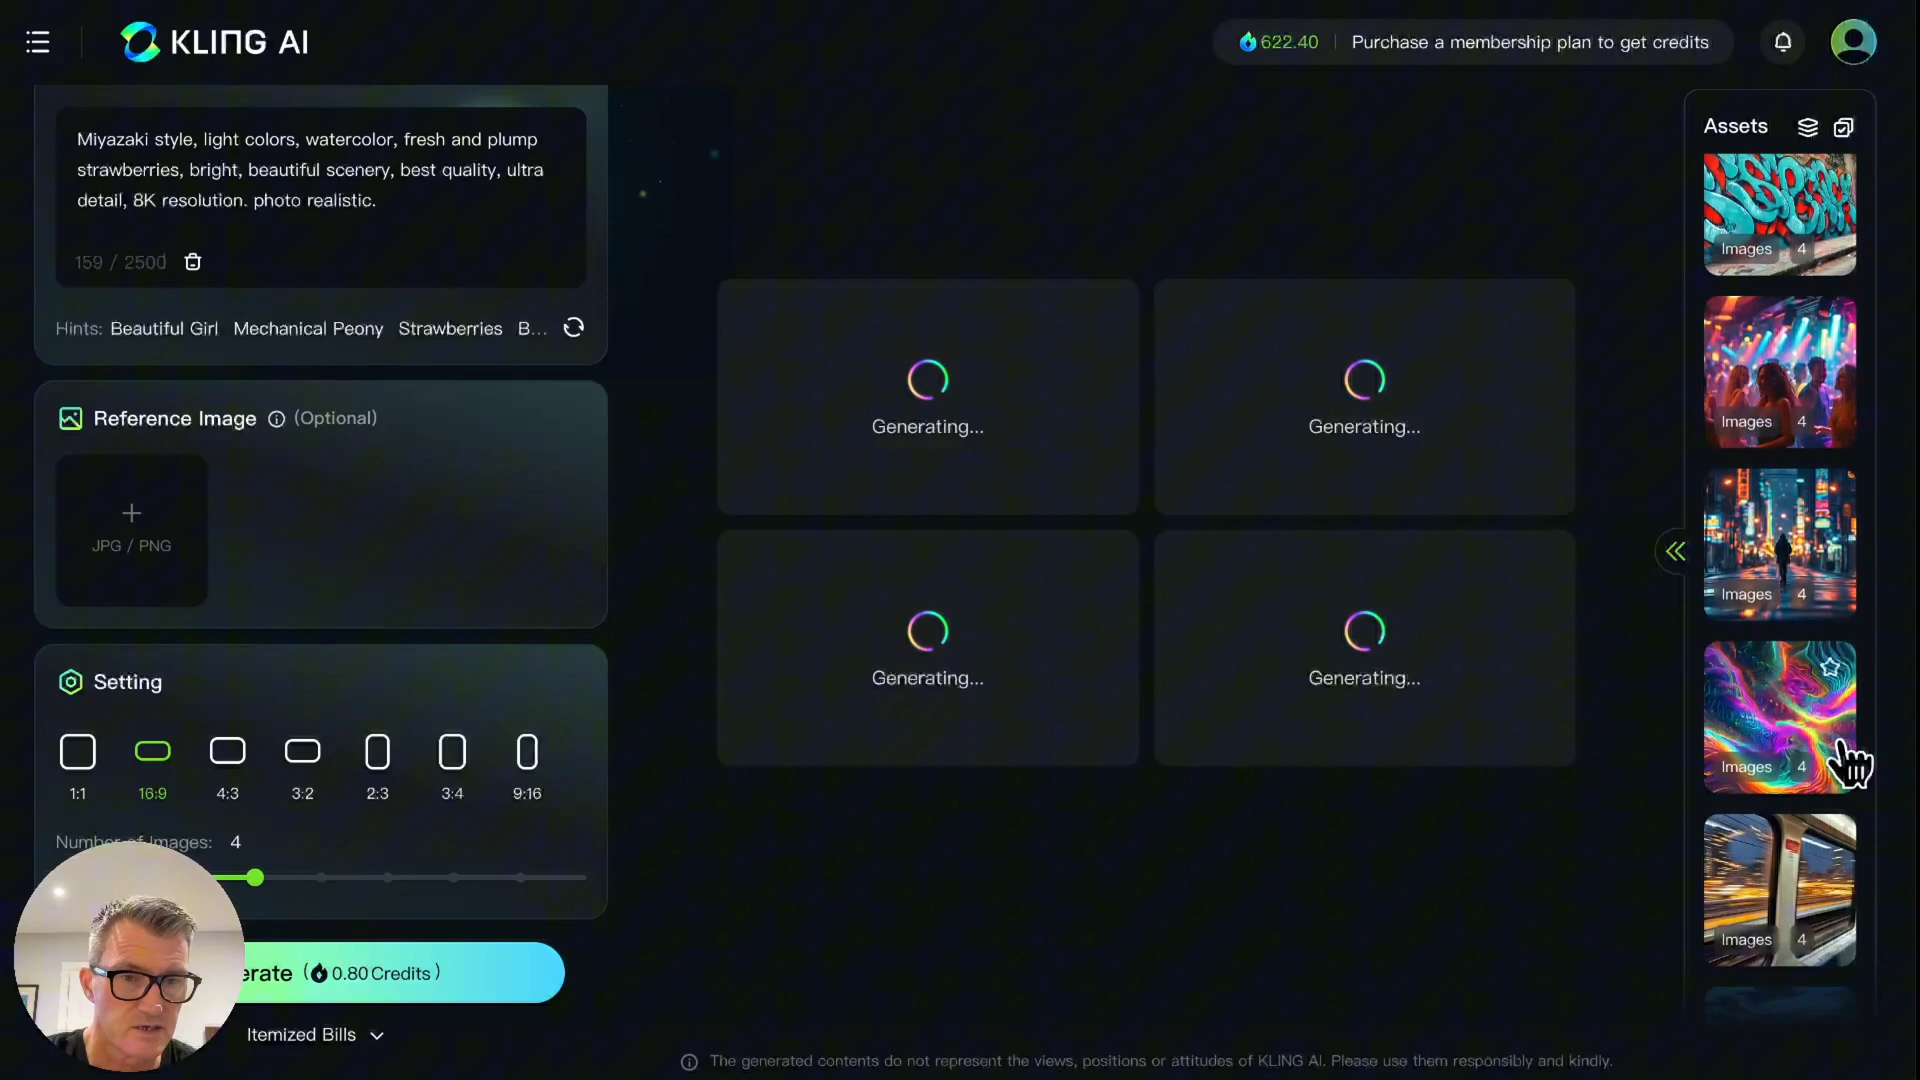 KLING AI
622.40
Purchase a membership plan to get credits
Miyazaki style, light colors, watercolor, fresh and plump
strawberries, bright, beautiful scenery, best quality, ultra
detail, 8K resolution. photo realistic.
159 / 2500
Hints: Beautiful Girl Mechanical Peony Strawberries B...
Reference Image (Optional)
JPG / PNG
Setting
1:1 16:9 4:3 3:2 2:3 3:4 9:16
Number of Images: 4
erate ( 0.80 Credits )
Itemized Bills
Generating... Generating...
Generating... Generating...
Assets
Images 4
Images 4
Images 4
Images 4
Images 4
The generated contents do not represent the views, positions or attitudes of KLING AI. Please use them responsibly and kindly.